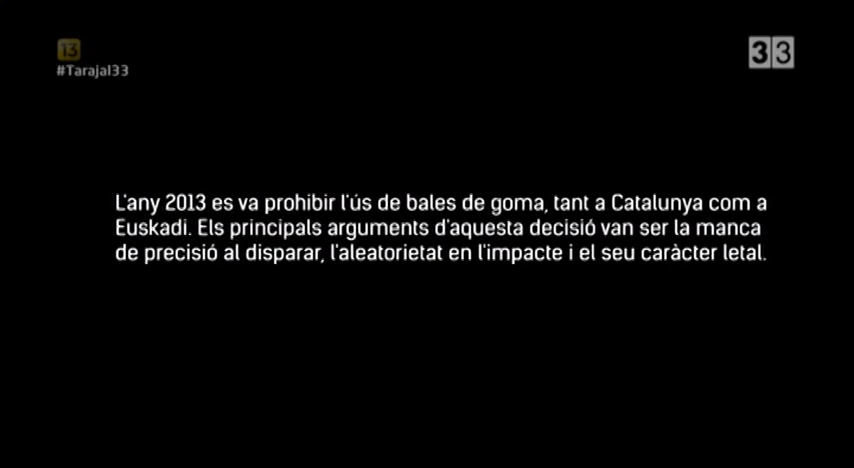 13
#Tarajal33
33
L'any 2013 es va prohibir l'ús de bales de goma, tant a Catalunya com a
Euskadi. Els principals arguments d'aquesta decisió van ser la manca
de precisió al disparar, l'aleatorietat en l'impacte i el seu caràcter letal.